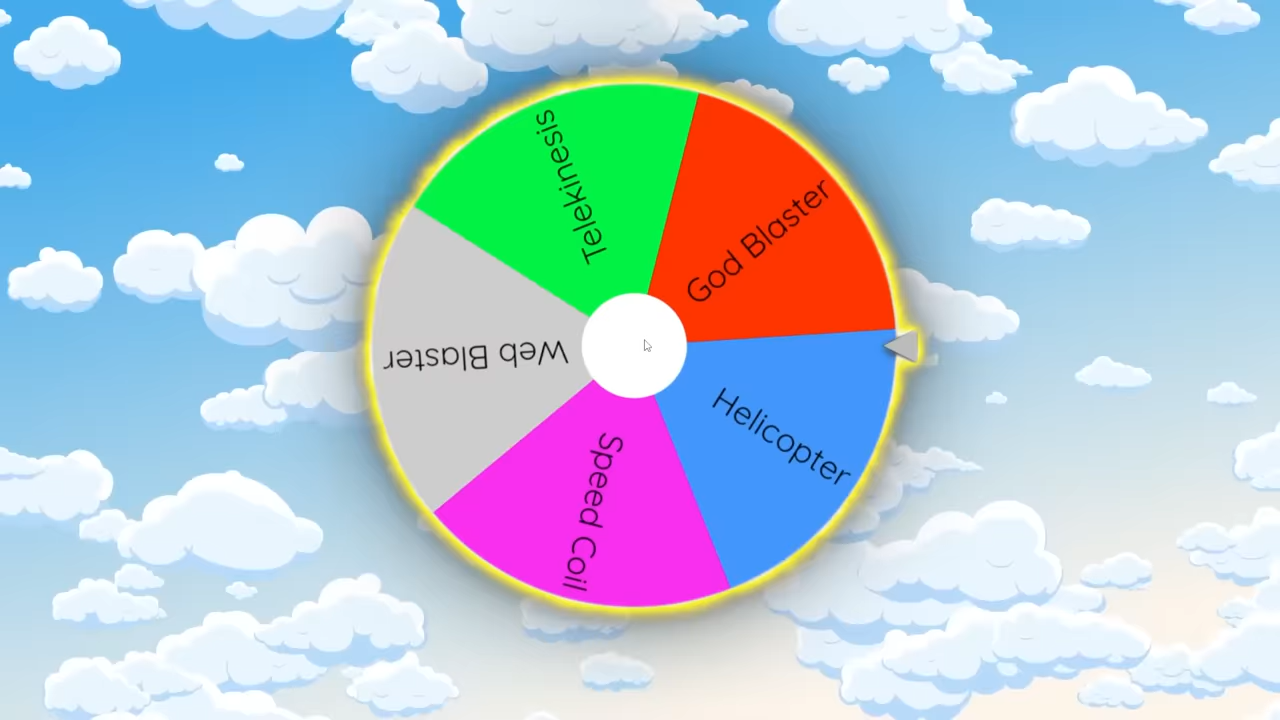 Telekinesis
God Blaster
Web Blaster
Helicopter
Speed Coil